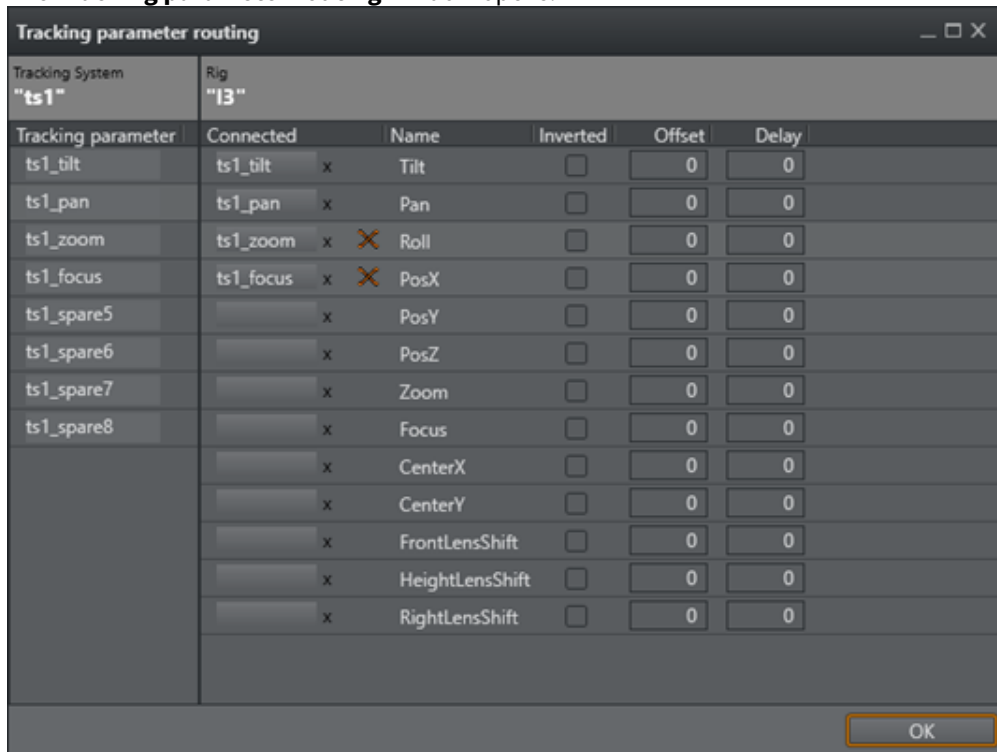 Tracking parameter routing
Tracking System Rig
"ts1" "l3"
Tracking parameter Connected Name Inverted Offset Delay
ts1_tilt ts1_tilt x Tilt 0 0
ts1_pan ts1_pan x Pan 0 0
ts1_zoom ts1_zoom x Roll 0 0
ts1_focus ts1_focus x PosX 0 0
ts1_spare5 x PosY 0 0
ts1_spare6 x PosZ 0 0
ts1_spare7 x Zoom 0 0
ts1_spare8 x Focus 0 0
x CenterX 0 0
x CenterY 0 0
x FrontLensShift 0 0
x HeightLensShift 0 0
x RightLensShift 0 0
OK